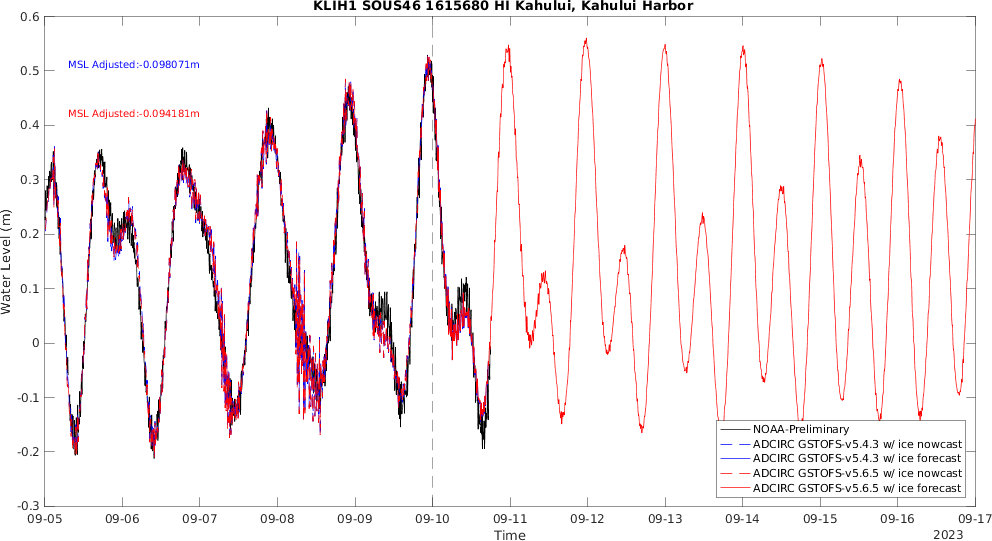 KLIH1 SOUS46 1615680 HI Kahului, Kahului Harbor
0.6
0.5
0.4
0.3
0.2
0.1
0
-0.1
-0.2
-0.3
Water Level (m)
MSL Adjusted:-0.098071m
MSL Adjusted:-0.094181m
NOAA-Preliminary
ADCIRC GSTOFS-v5.4.3 w/ ice nowcast
ADCIRC GSTOFS-v5.4.3 w/ ice forecast
ADCIRC GSTOFS-v5.6.5 w/ ice nowcast
ADCIRC GSTOFS-v5.6.5 w/ ice forecast
09-05 09-06 09-07 09-08 09-09 09-10 09-11 09-12 09-13 09-14 09-15 09-16 09-17
Time
2023